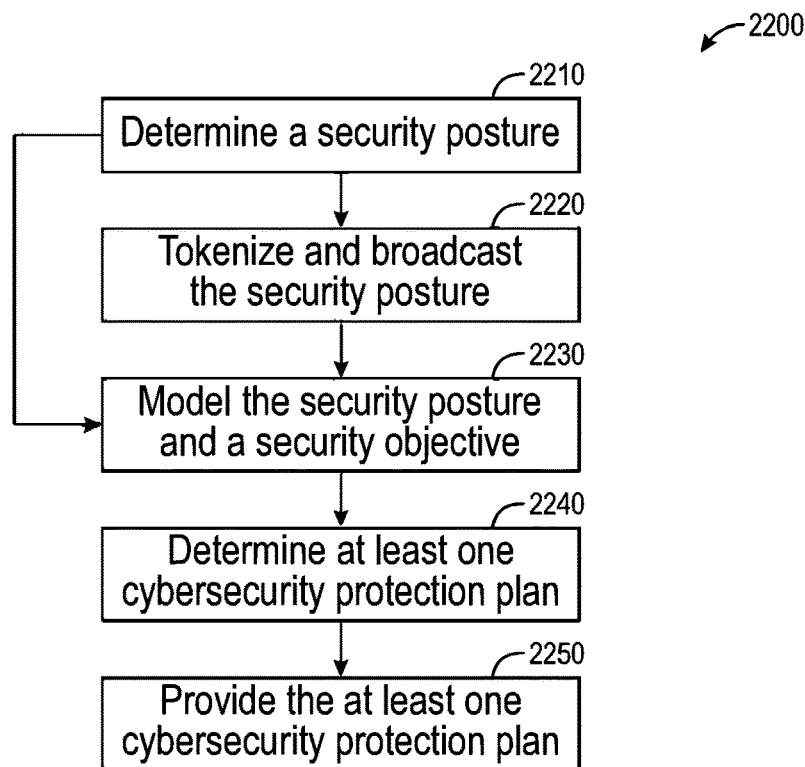 2200
2210
Determine a security posture
2220
Tokenize and broadcast
the security posture
2230
Model the security posture
and a security objective
2240
Determine at least one
cybersecurity protection plan
2250
Provide the at least one
cybersecurity protection plan